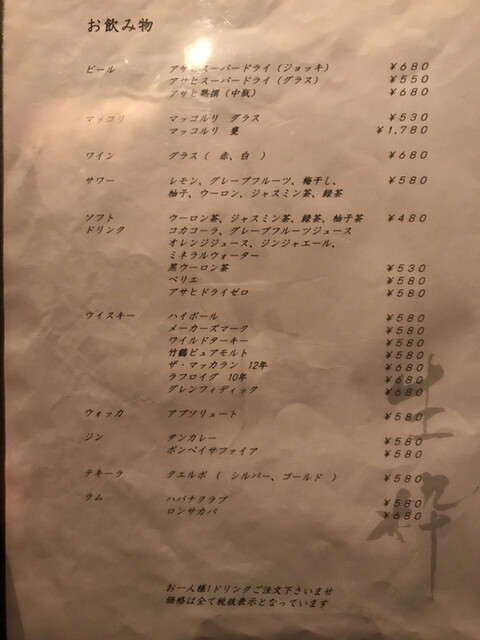 お飲み物
ビール アサヒスーパードライ（ジョッキ） ￥６８０
アサヒスーパードライ（グラス） ￥５５０
アサヒ熟撰（中瓶） ￥６８０
マッコリ マッコルリ グラス ￥５３０
マッコルリ 甕 ￥１,７８０
ワイン グラス（ 赤、白 ） ￥６８０
サワー レモン、グレープフルーツ、梅干し、 ￥５８０
柚子、ウーロン、ジャスミン茶、緑茶
ソフト ウーロン茶、ジャスミン茶、緑茶、柚子茶 ￥４８０
ドリンク コカコーラ、グレープフルーツジュース
オレンジジュース、ジンジャエール、
ミネラルウォーター
黒ウーロン茶 ￥５３０
ペリエ ￥５８０
アサヒドライゼロ ￥５８０
ウイスキー ハイボール ￥５８０
メーカーズマーク ￥５８０
ワイルドターキー ￥５８０
竹鶴ピュアモルト ￥５８０
ザ・マッカラン 12年 ￥６８０
ラフロイグ 10年 ￥６８０
グレンフィディック ￥６８０
ウォッカ アブソリュート ￥５８０
ジン タンカレー ￥５８０
ボンベイサファイア ￥５８０
テキーラ クエルボ（ シルバー、ゴールド ） ￥５８０
ラム ハバナクラブ ￥５８０
ロンサカパ ￥６８０
お一人様1ドリンクご注文下さいませ
価格は全て税抜表示となっています